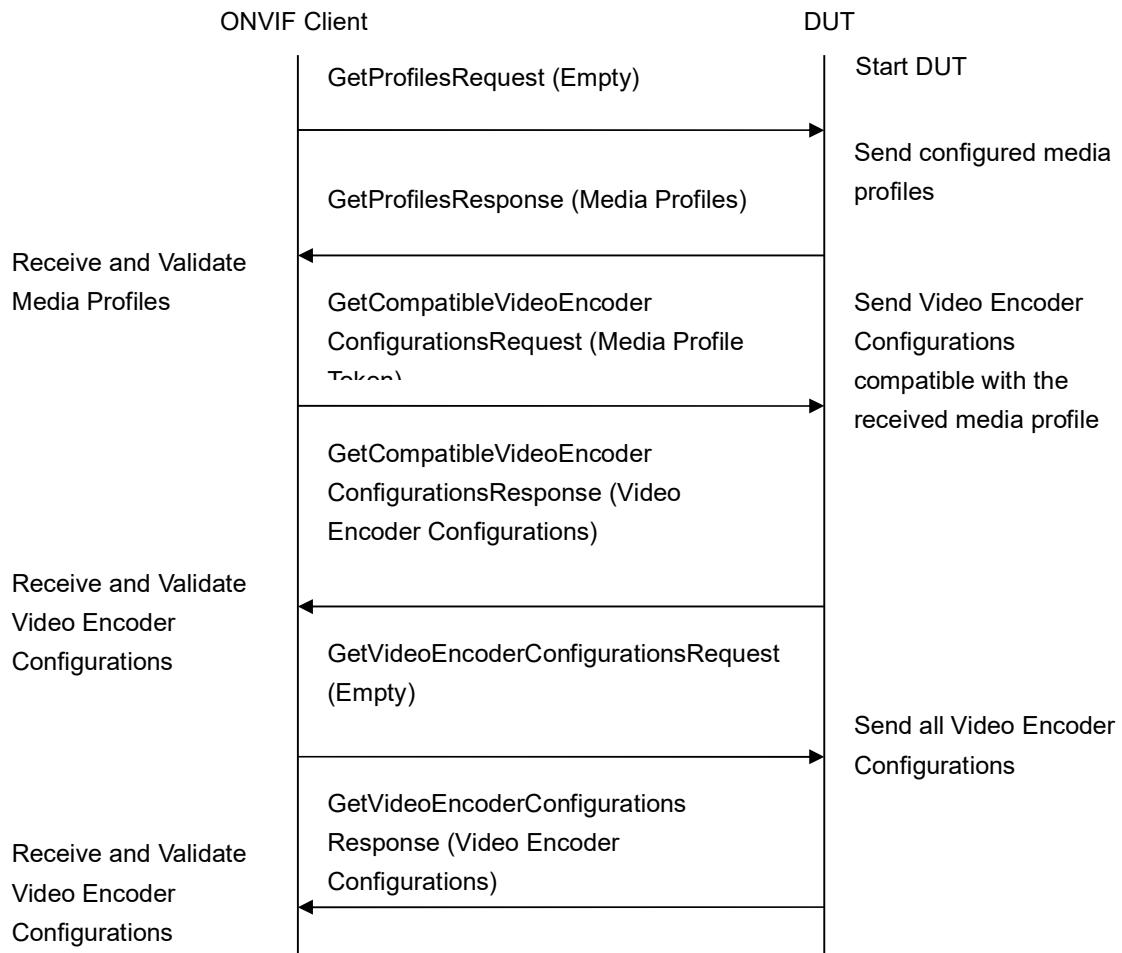 ONVIF Client
DUT
Start DUT
GetProfilesRequest (Empty)
Send configured media
profiles
GetProfilesResponse (Media Profiles)
Receive and Validate
Media Profiles
GetCompatibleVideoEncoder
ConfigurationsRequest (Media Profile
Token)
Send Video Encoder
Configurations
compatible with the
received media profile
GetCompatibleVideoEncoder
ConfigurationsResponse (Video
Encoder Configurations)
Receive and Validate
Video Encoder
Configurations
GetVideoEncoderConfigurationsRequest
(Empty)
Send all Video Encoder
Configurations
GetVideoEncoderConfigurations
Response (Video Encoder
Configurations)
Receive and Validate
Video Encoder
Configurations